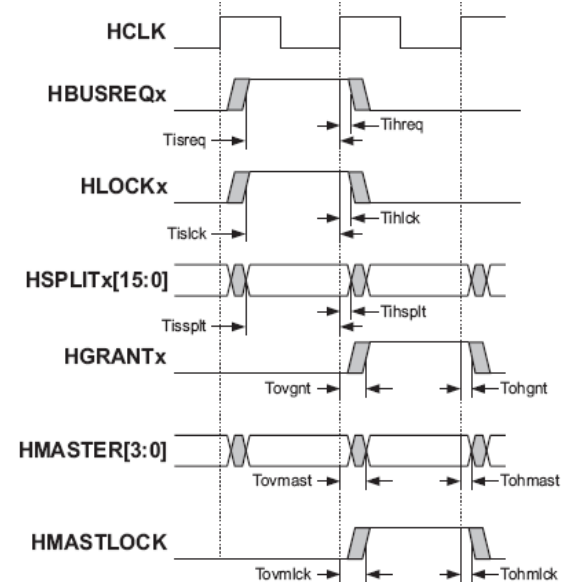 HCLK
HBUSREQx
Tisreq
Tihreq
HLOCKx
Tislck
Tihlck
HSPLITx[15:0]
Tissplt
Tihsplt
HGRANTx
Tovgnt
Tohgnt
HMASTER[3:0]
Tovmast
Tohmast
HMASTLOCK
Tovmlck
Tohmlck